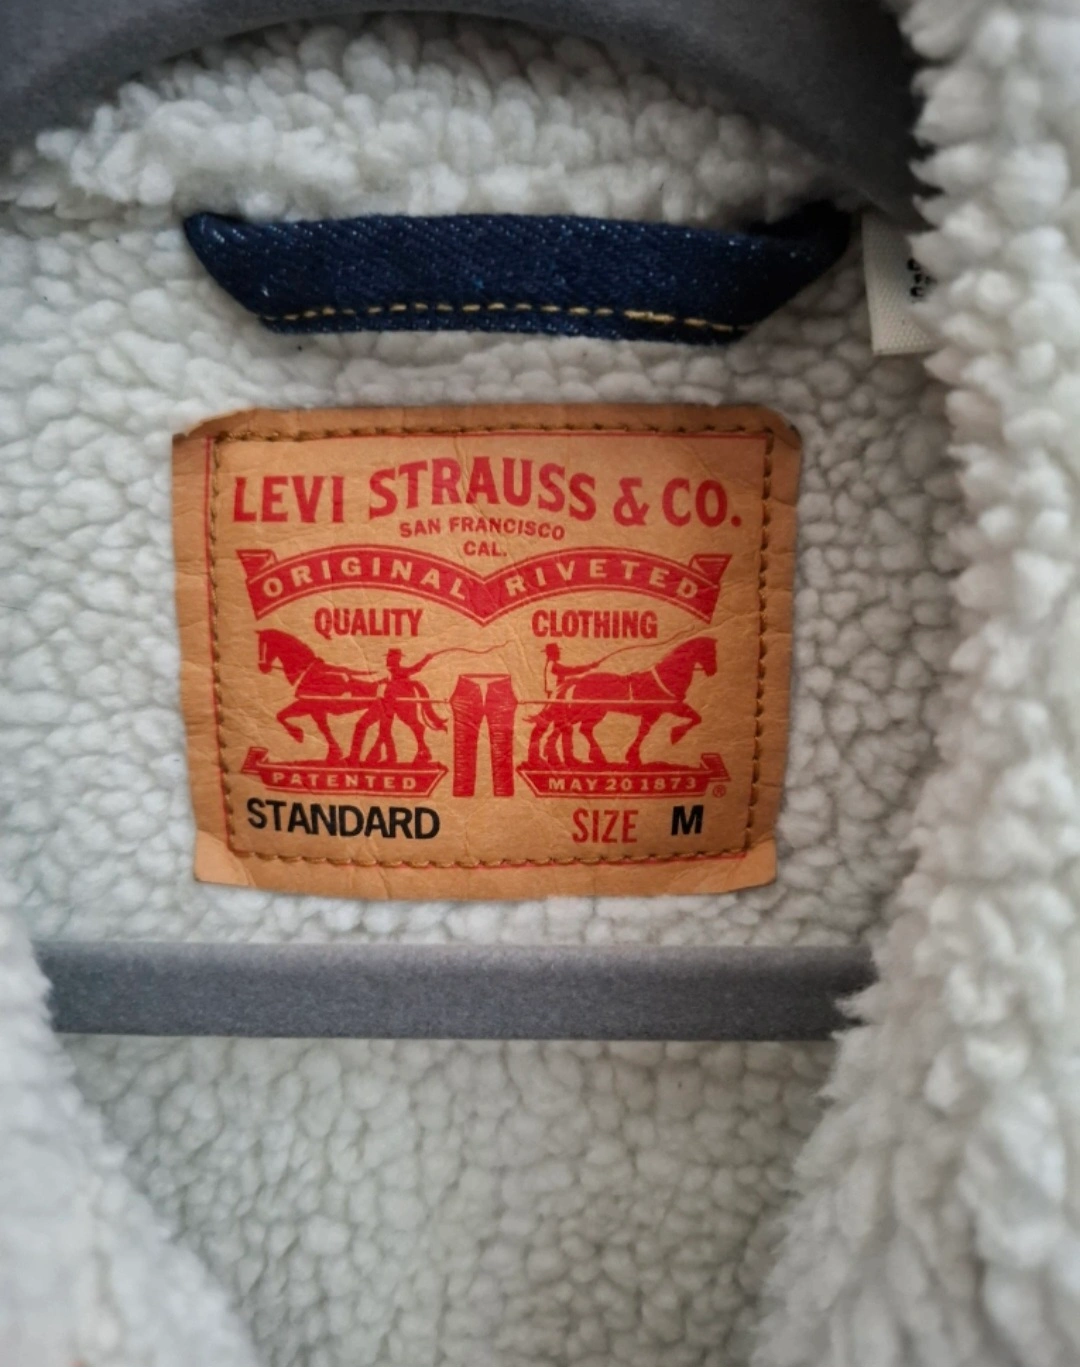 LEVI STRAUSS & CO.
SAN FRANCISCO
CAL.
ORIGINAL RIVETED
QUALITY CLOTHING
PATENTED MAY 20 1873 ®
STANDARD SIZE M